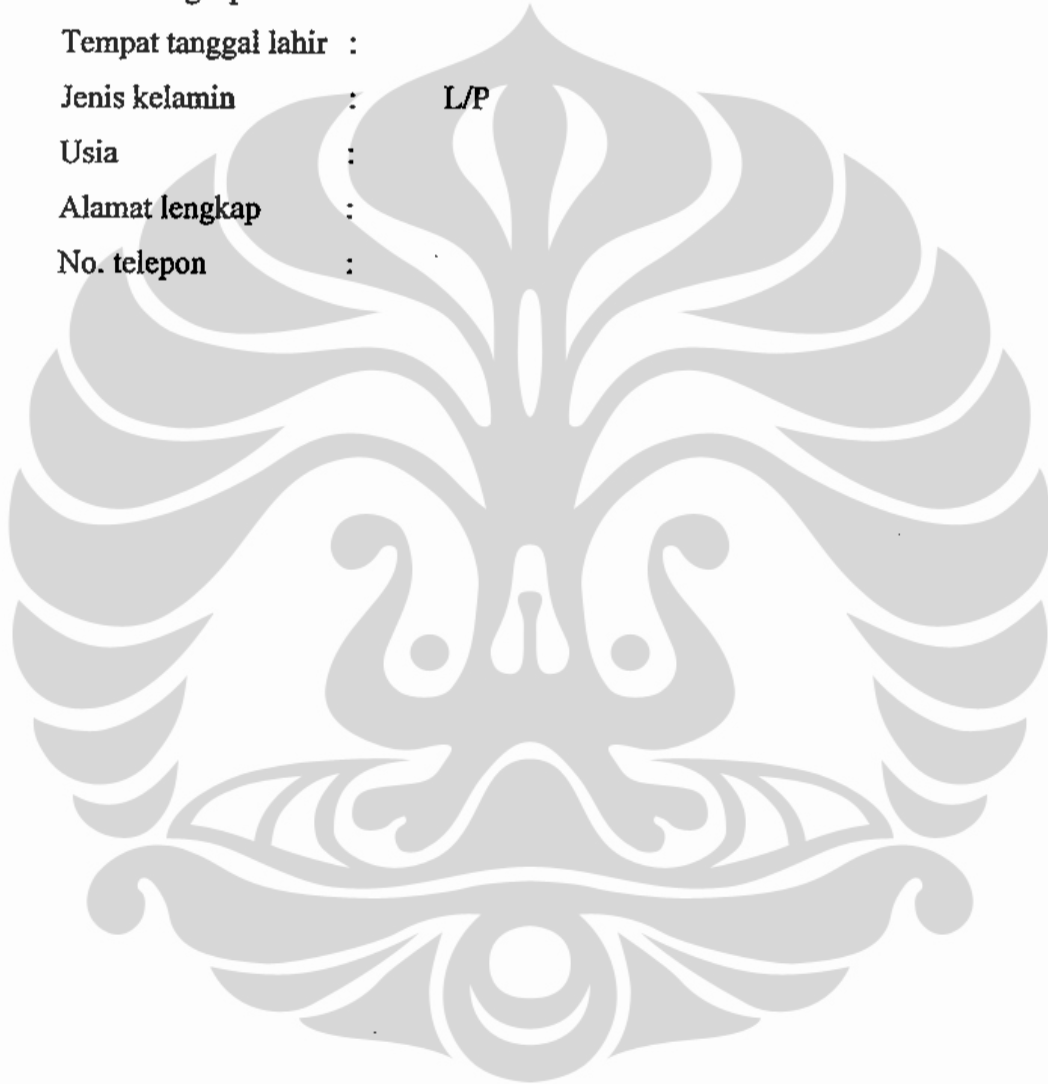 Tempat tanggal lahir :
Jenis kelamin : L/P
Usia :
Alamat lengkap :
No. telepon :